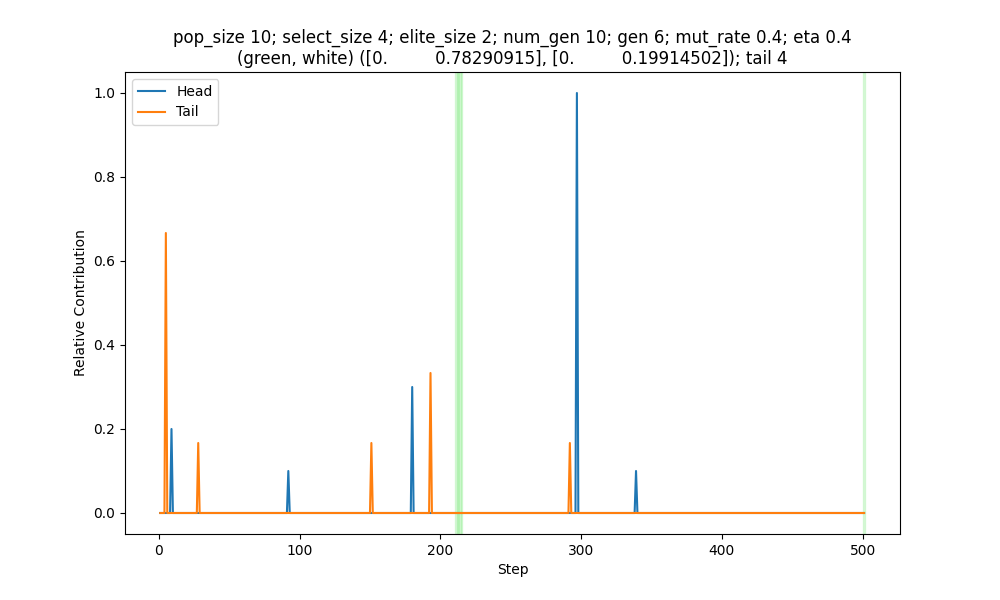 pop_size 10; select_size 4; elite_size 2; num_gen 10; gen 6; mut_rate 0.4; eta 0.4
(green, white) ([0.         0.78290915], [0.         0.19914502]); tail 4
Head
Tail
1.0
0.8
0.6
0.4
0.2
0.0
Relative Contribution
0
100
200
300
400
500
Step